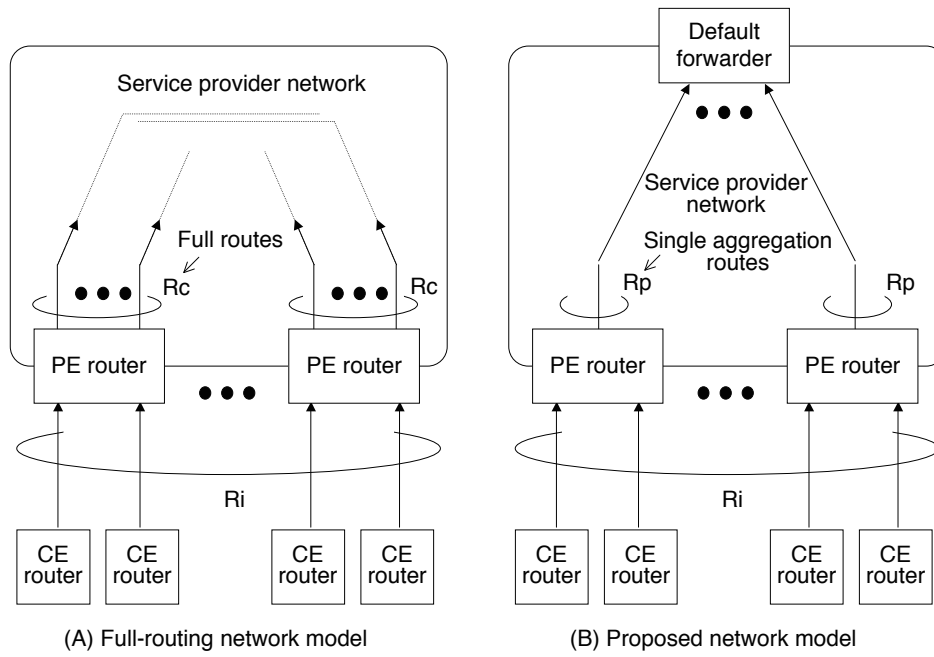 Service provider network
Full routes
Rc
Rc
PE router
PE router
Ri
CE
router
CE
router
CE
router
CE
router
(A) Full-routing network model
Default
forwarder
Service provider
network
Single aggregation
routes
Rp
Rp
PE router
PE router
Ri
CE
router
CE
router
CE
router
CE
router
(B) Proposed network model